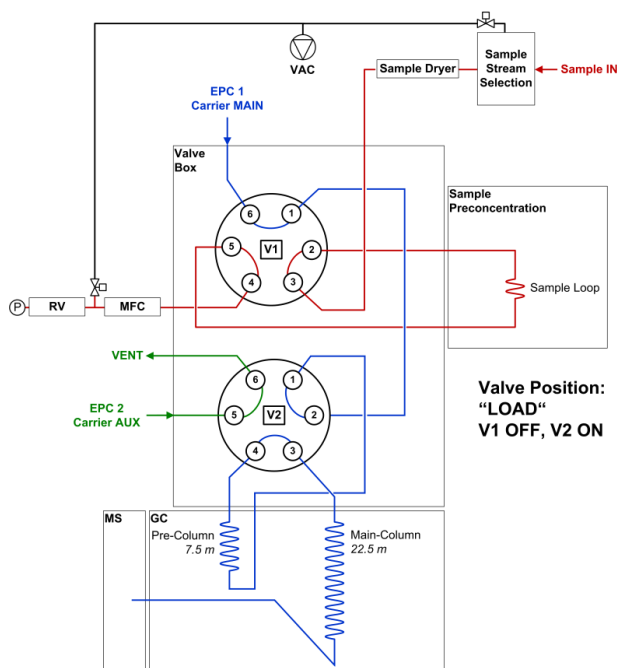 VAC
Sample
Stream
Selection
Sample IN
Sample Dryer
EPC 1
Carrier MAIN
Valve
Box
6
1
5
V1
2
4
3
Sample
Preconcentration
Sample Loop
P
RV
MFC
VENT
EPC 2
Carrier AUX
6
1
5
V2
2
4
3
Valve Position:
“LOAD“
V1 OFF, V2 ON
MS
GC
Pre-Column
7.5 m
Main-Column
22.5 m